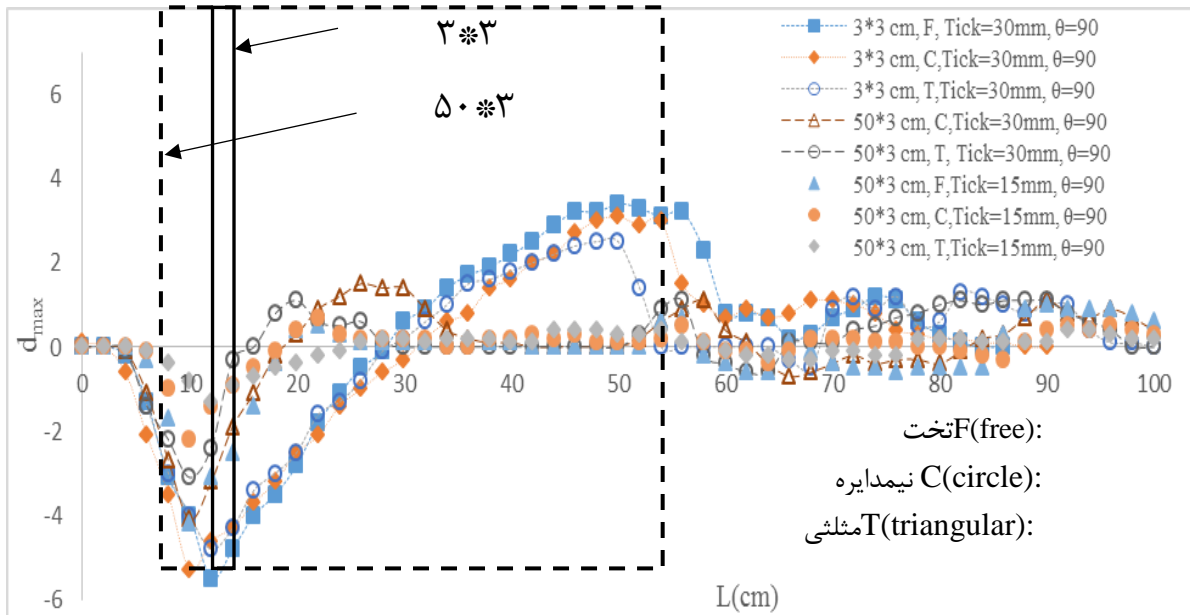 ۳*۳
۵۰*۳
3*3 cm, F, Tick=30mm, θ=90
3*3 cm, C,Tick=30mm, θ=90
3*3 cm, T,Tick=30mm, θ=90
50*3 cm, C,Tick=30mm, θ=90
50*3 cm, T, Tick=30mm, θ=90
50*3 cm, F,Tick=15mm, θ=90
50*3 cm, C,Tick=15mm, θ=90
50*3 cm, T,Tick=15mm, θ=90
6
4
2
0
-2
-4
-6
d_max
0 10 20 30 40 50 60 70 80 90 100
L(cm)
تختF(free):
نیمدایره C(circle):
مثلثیT(triangular):